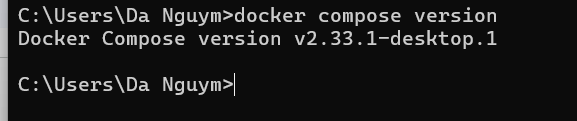 C:\Users\Da Nguym>docker compose version
Docker Compose version v2.33.1-desktop.1
C:\Users\Da Nguym>